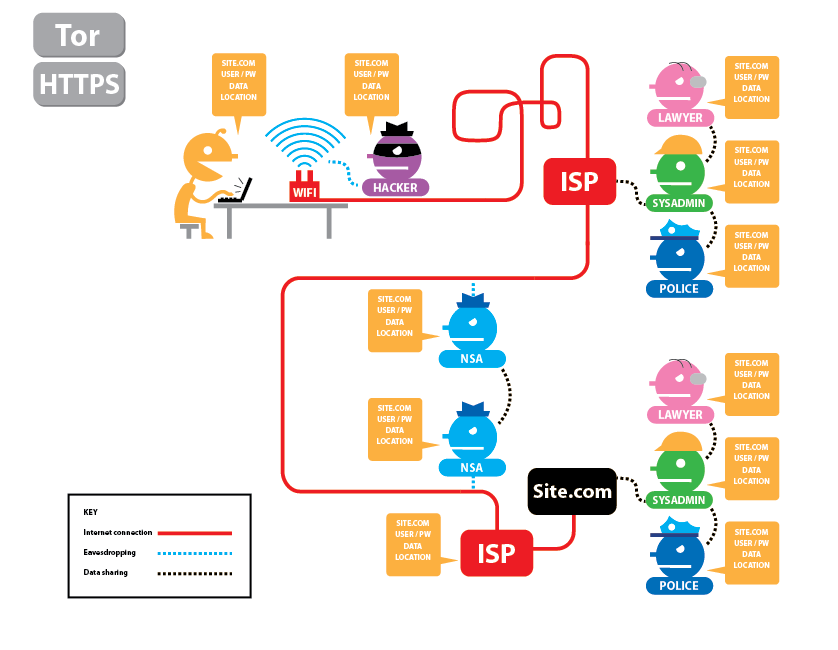 Tor
HTTPS
SITE.COM
USER / PW
DATA
LOCATION
SITE.COM
USER / PW
DATA
LOCATION
WIFI
HACKER
ISP
LAWYER
SITE.COM
USER / PW
DATA
LOCATION
SYSADMIN
SITE.COM
USER / PW
DATA
LOCATION
POLICE
SITE.COM
USER / PW
DATA
LOCATION
SITE.COM
USER / PW
DATA
LOCATION
NSA
SITE.COM
USER / PW
DATA
LOCATION
NSA
LAWYER
SITE.COM
USER / PW
DATA
LOCATION
SYSADMIN
SITE.COM
USER / PW
DATA
LOCATION
POLICE
SITE.COM
USER / PW
DATA
LOCATION
Site.com
SITE.COM
USER / PW
DATA
LOCATION
ISP
KEY
Internet connection
Eavesdropping
Data sharing